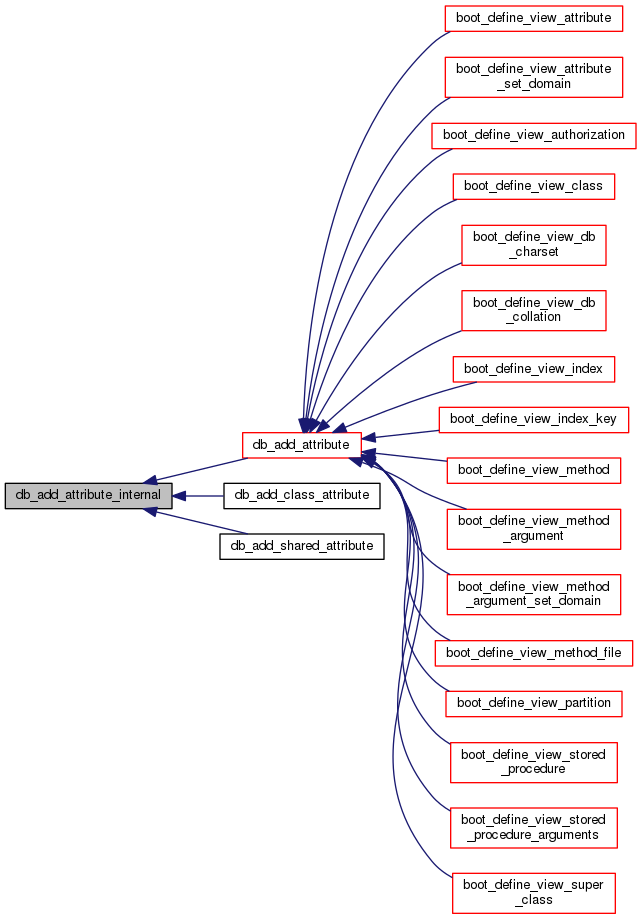 boot_define_view_attribute
boot_define_view_attribute
_set_domain
boot_define_view_authorization
boot_define_view_class
boot_define_view_db
_charset
boot_define_view_db
_collation
boot_define_view_index
boot_define_view_index_key
db_add_attribute
boot_define_view_method
db_add_attribute_internal
db_add_class_attribute
boot_define_view_method
_argument
db_add_shared_attribute
boot_define_view_method
_argument_set_domain
boot_define_view_method_file
boot_define_view_partition
boot_define_view_stored
_procedure
boot_define_view_stored
_procedure_arguments
boot_define_view_super
_class